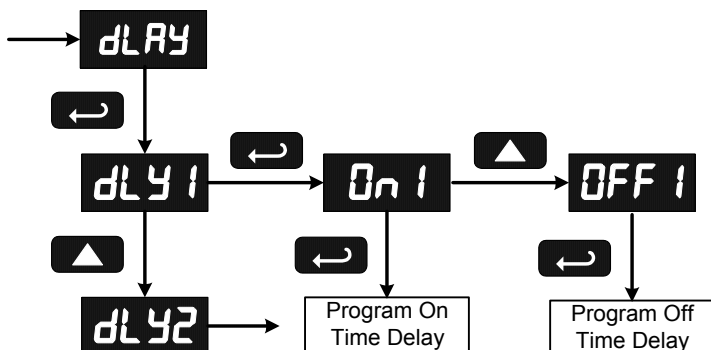 dLAY
dLY1
On1
OFF1
dLY2
Program On
Time Delay
Program Off
Time Delay